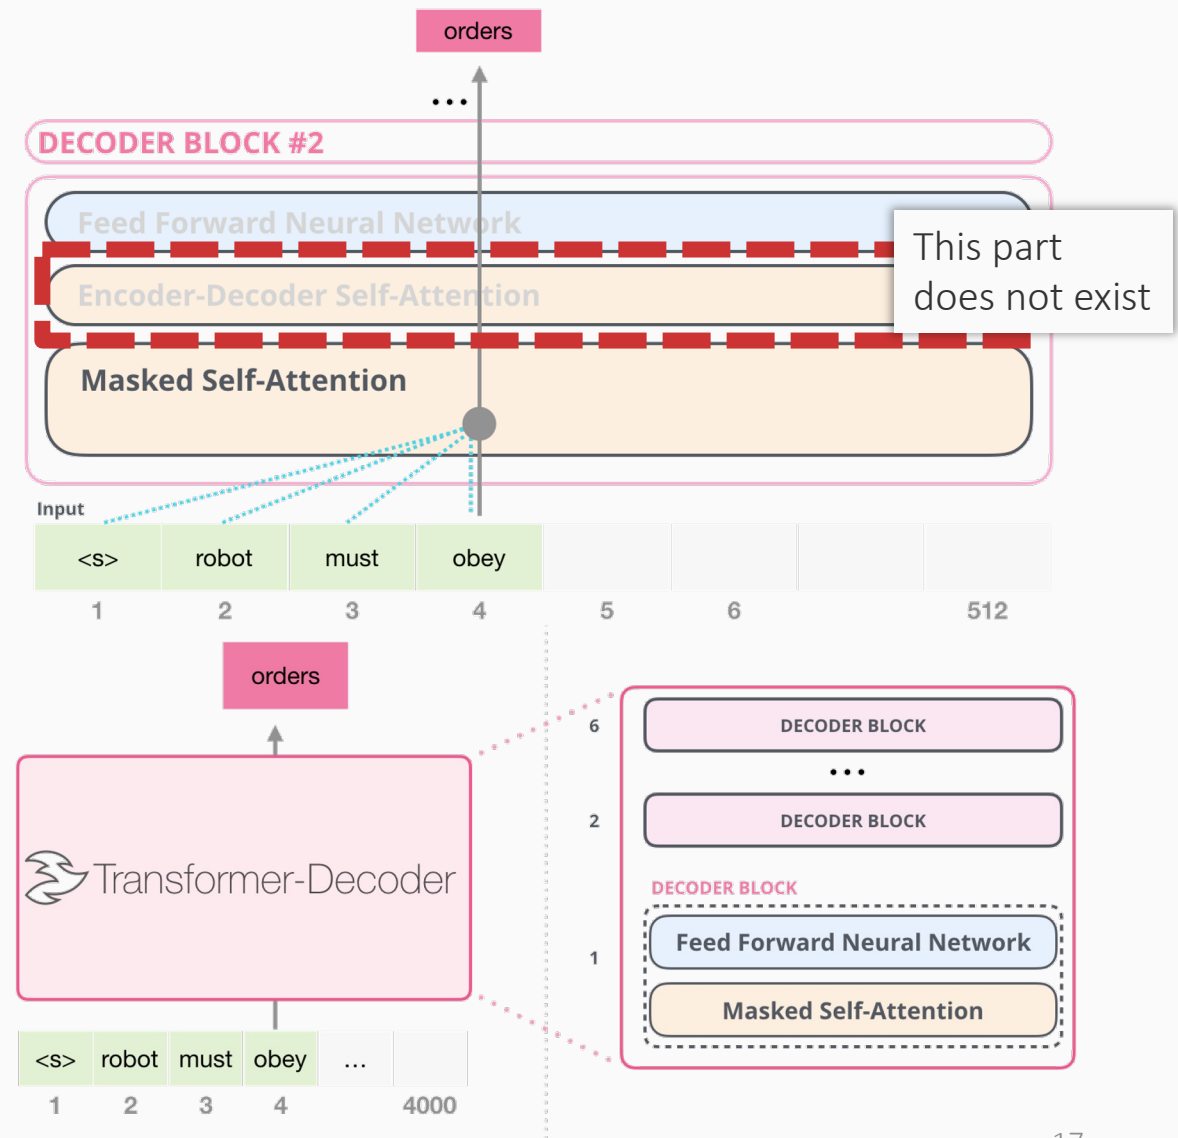 orders
...
DECODER BLOCK #2
Feed Forward Neural Network
This part
does not exist
Encoder-Decoder Self-Attention
Masked Self-Attention
Input
<s> robot must obey
1 2 3 4 5 6 512
orders
6 DECODER BLOCK
...
2 DECODER BLOCK
Transformer-Decoder
DECODER BLOCK
Feed Forward Neural Network
1
Masked Self-Attention
<s> robot must obey ...
1 2 3 4 4000